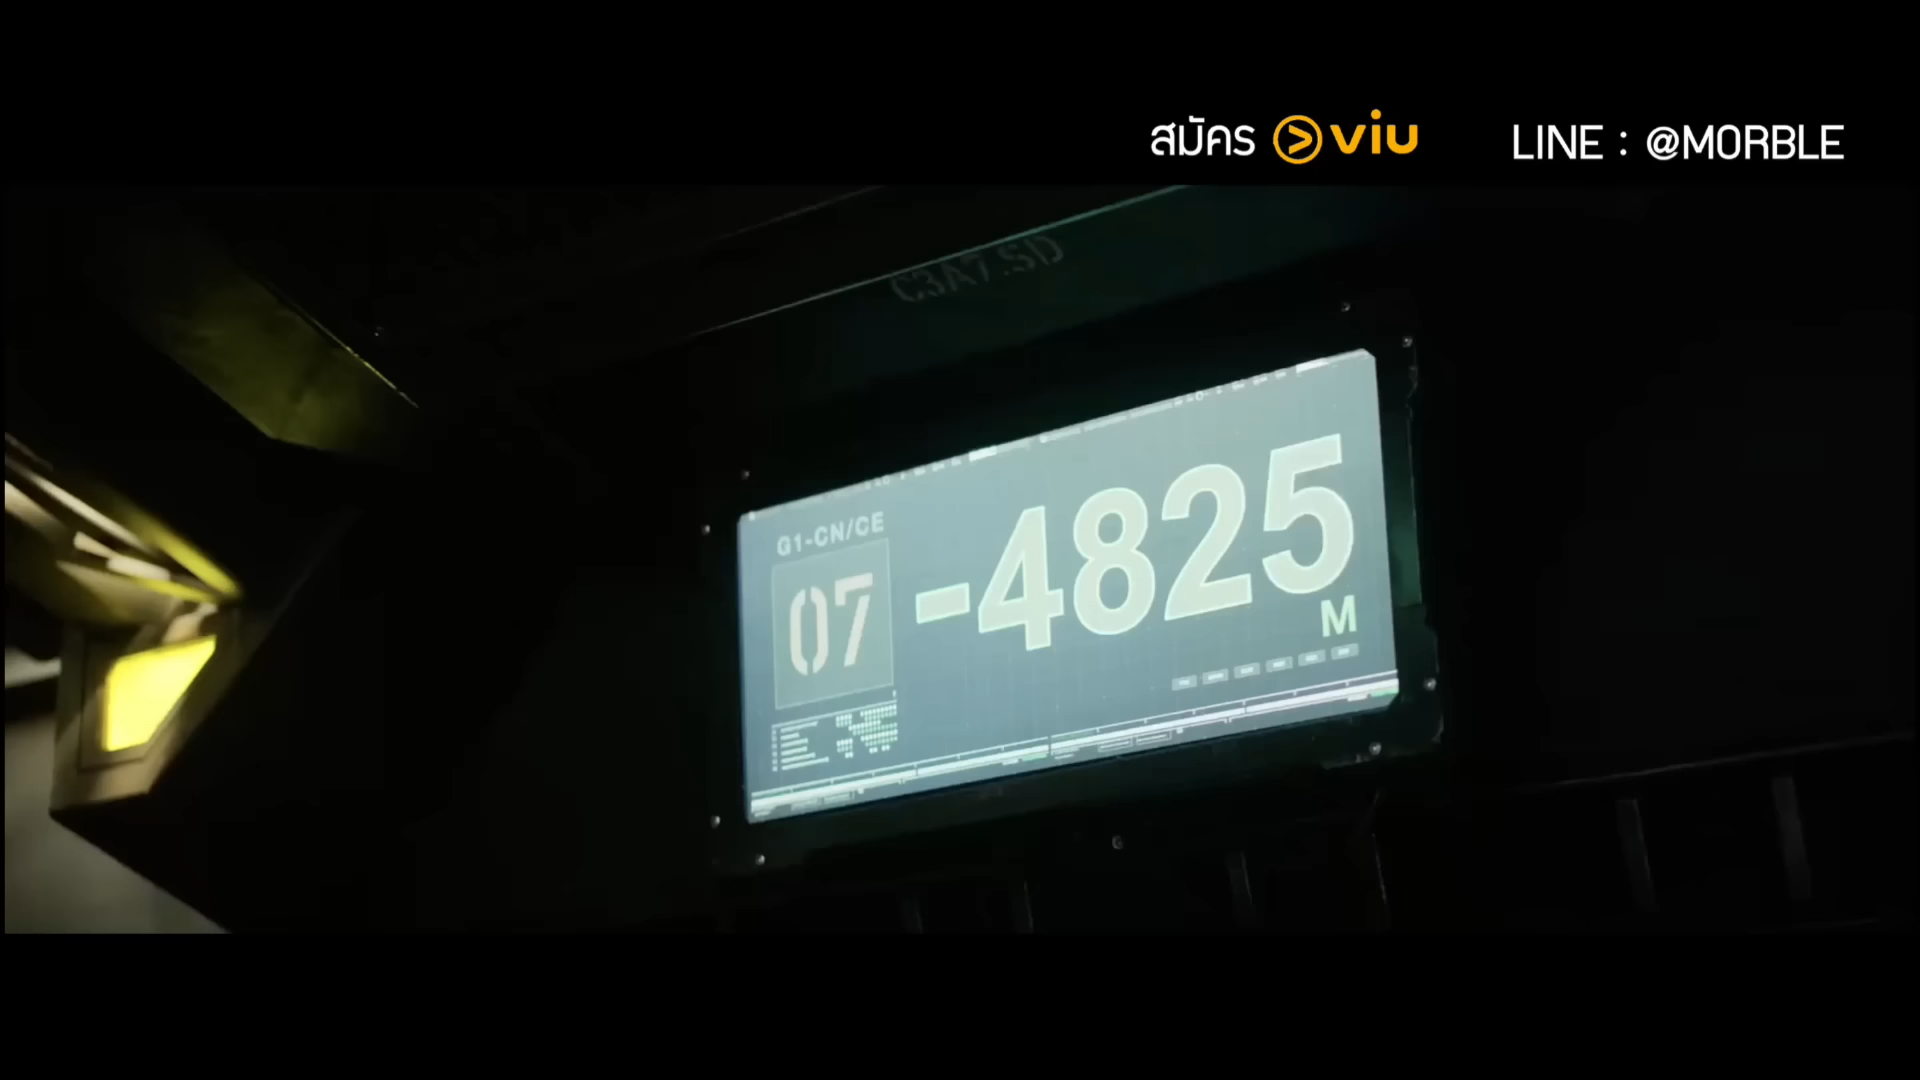 สมัคร viu LINE : @MORBLE
C3A7.SD
G1-CN/CE
07
-4825
M